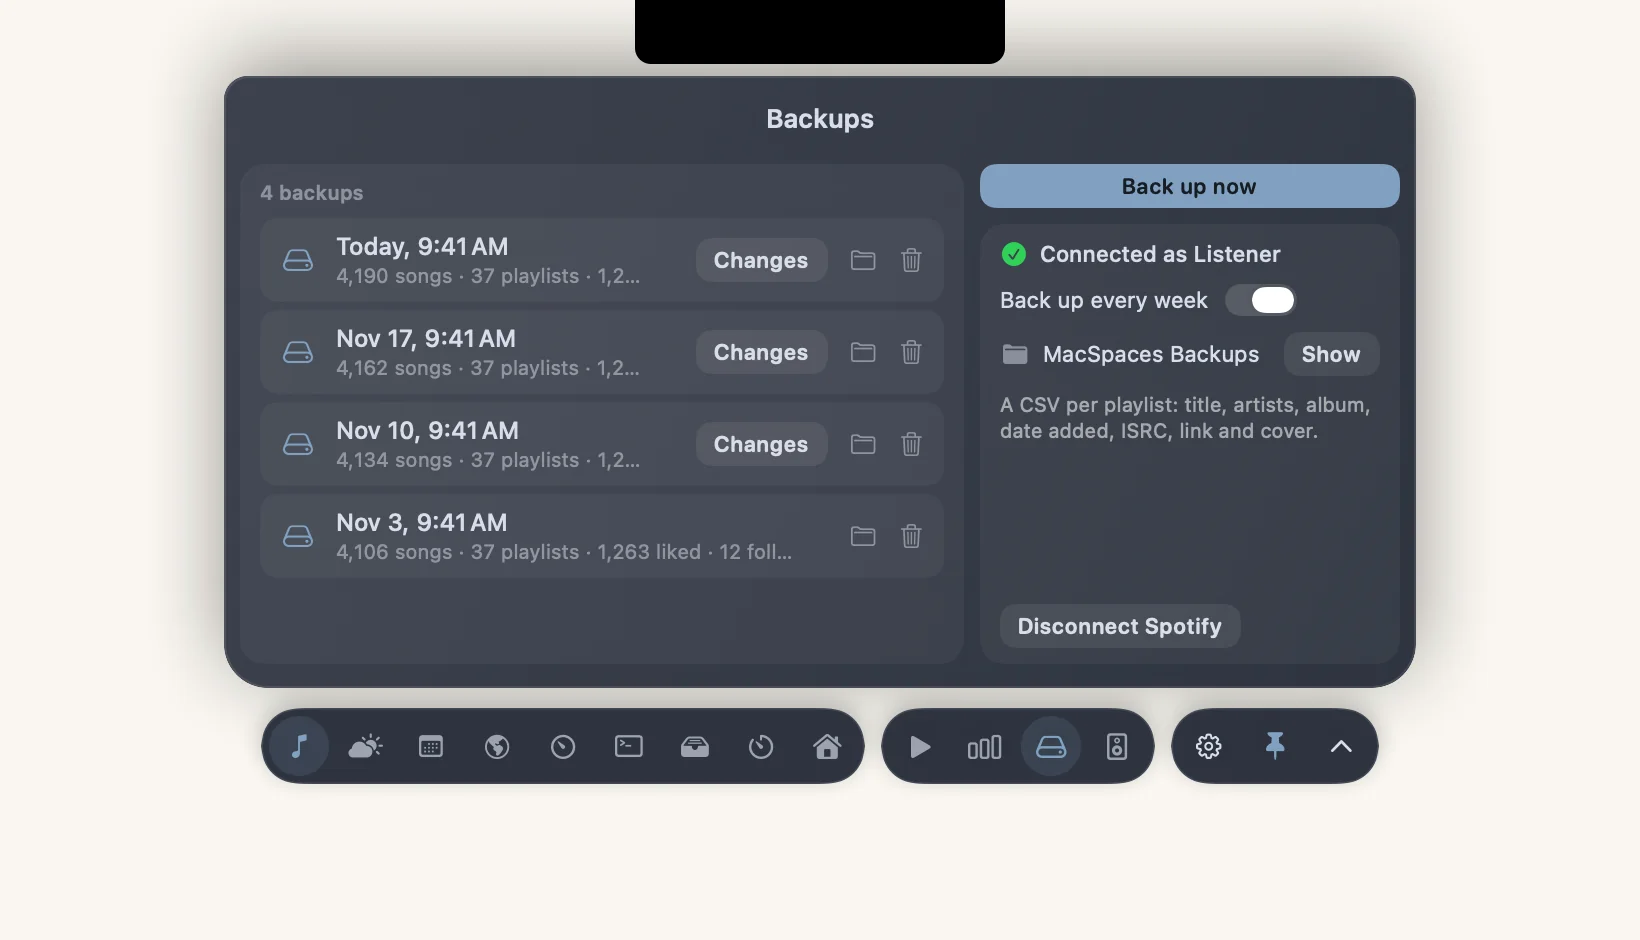 Backups
4 backups
Today, 9:41 AM
4,190 songs · 37 playlists · 1,2...
Changes
Nov 17, 9:41 AM
4,162 songs · 37 playlists · 1,2...
Changes
Nov 10, 9:41 AM
4,134 songs · 37 playlists · 1,2...
Changes
Nov 3, 9:41 AM
4,106 songs · 37 playlists · 1,263 liked · 12 foll...
Back up now
Connected as Listener
Back up every week
MacSpaces Backups
Show
A CSV per playlist: title, artists, album,
date added, ISRC, link and cover.
Disconnect Spotify